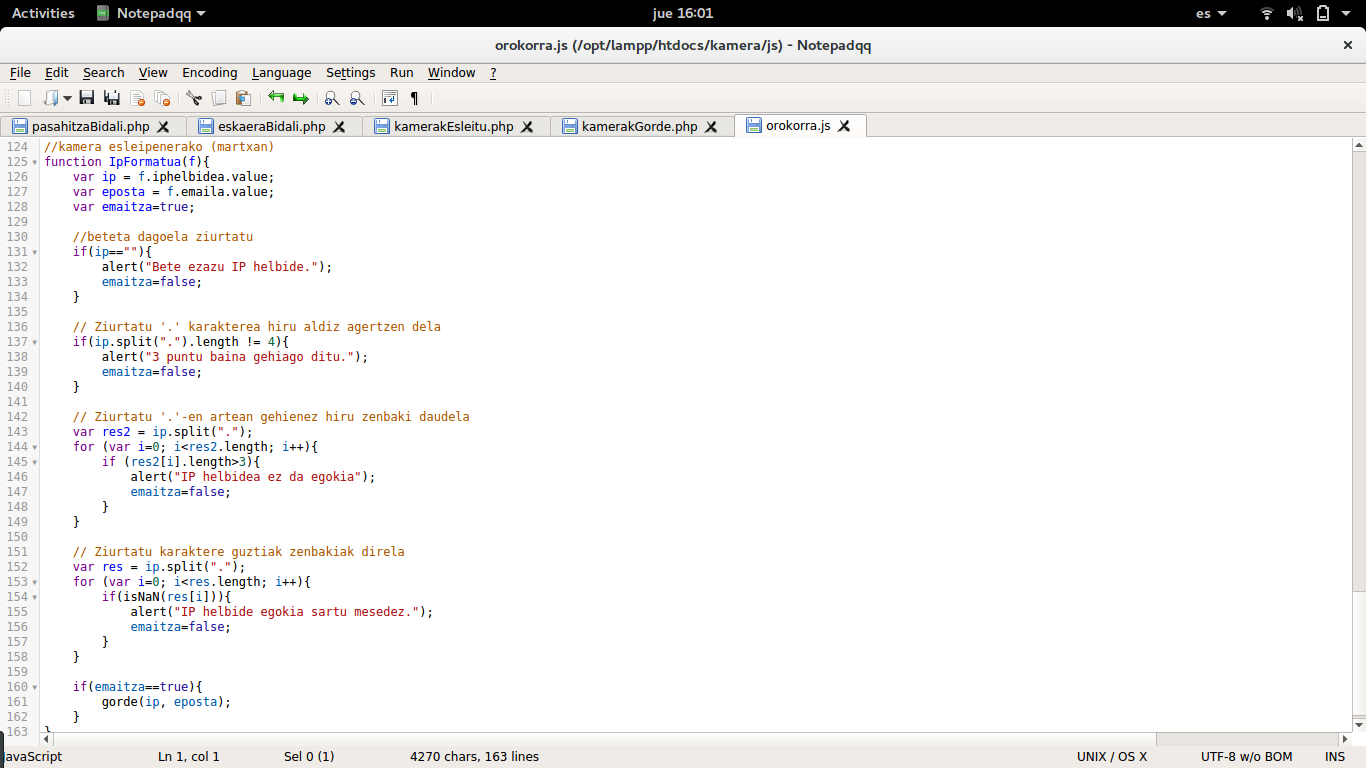 Activities Notepadqq jue 16:01 es
orokorra.js (/opt/lampp/htdocs/kamera/js) - Notepadqq
File Edit Search View Encoding Language Settings Run Window ?
pasahitzaBidali.php eskaeraBidali.php kamerakEsleitu.php kamerakGorde.php orokorra.js
124 //kamera esleipenerako (martxan)
125 function IpFormatua(f){
126     var ip = f.iphelbidea.value;
127     var eposta = f.emaila.value;
128     var emaitza=true;
129
130     //beteta dagoela ziurtatu
131     if(ip==""){
132         alert("Bete ezazu IP helbide.");
133         emaitza=false;
134     }
135
136     // Ziurtatu '.' karakterea hiru aldiz agertzen dela
137     if(ip.split(".").length != 4){
138         alert("3 puntu baina gehiago ditu.");
139         emaitza=false;
140     }
141
142     // Ziurtatu '.'-en artean gehienez hiru zenbaki daudela
143     var res2 = ip.split(".");
144     for (var i=0; i<res2.length; i++){
145         if (res2[i].length>3){
146             alert("IP helbidea ez da egokia");
147             emaitza=false;
148         }
149     }
150
151     // Ziurtatu karaktere guztiak zenbakiak direla
152     var res = ip.split(".");
153     for (var i=0; i<res.length; i++){
154         if(isNaN(res[i])){
155             alert("IP helbide egokia sartu mesedez.");
156             emaitza=false;
157         }
158     }
159
160     if(emaitza==true){
161         gorde(ip, eposta);
162     }
163 }
JavaScript Ln 1, col 1 Sel 0 (1) 4270 chars, 163 lines UNIX / OS X UTF-8 w/o BOM INS